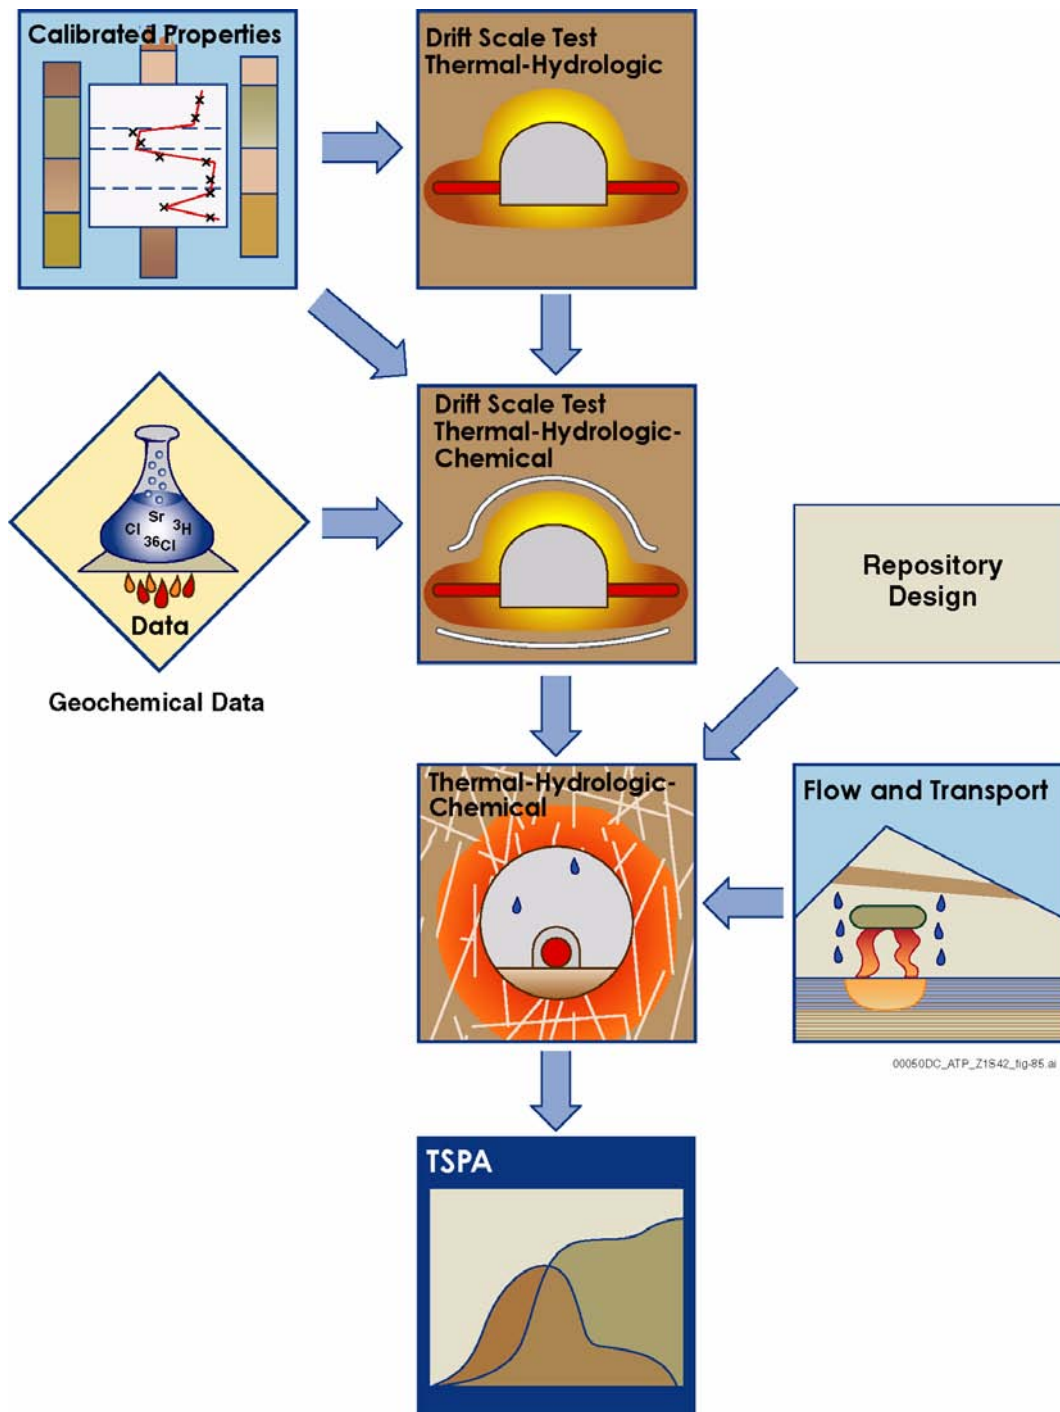 Calibrated Properties
Drift Scale Test
Thermal-Hydrologic
Drift Scale Test
Thermal-Hydrologic-
Chemical
Sr
Cl
³H
³⁶Cl
Data
Geochemical Data
Repository
Design
Thermal-Hydrologic-
Chemical
Flow and Transport
00050DC_ATP_Z1S42_fig-85.ai
TSPA